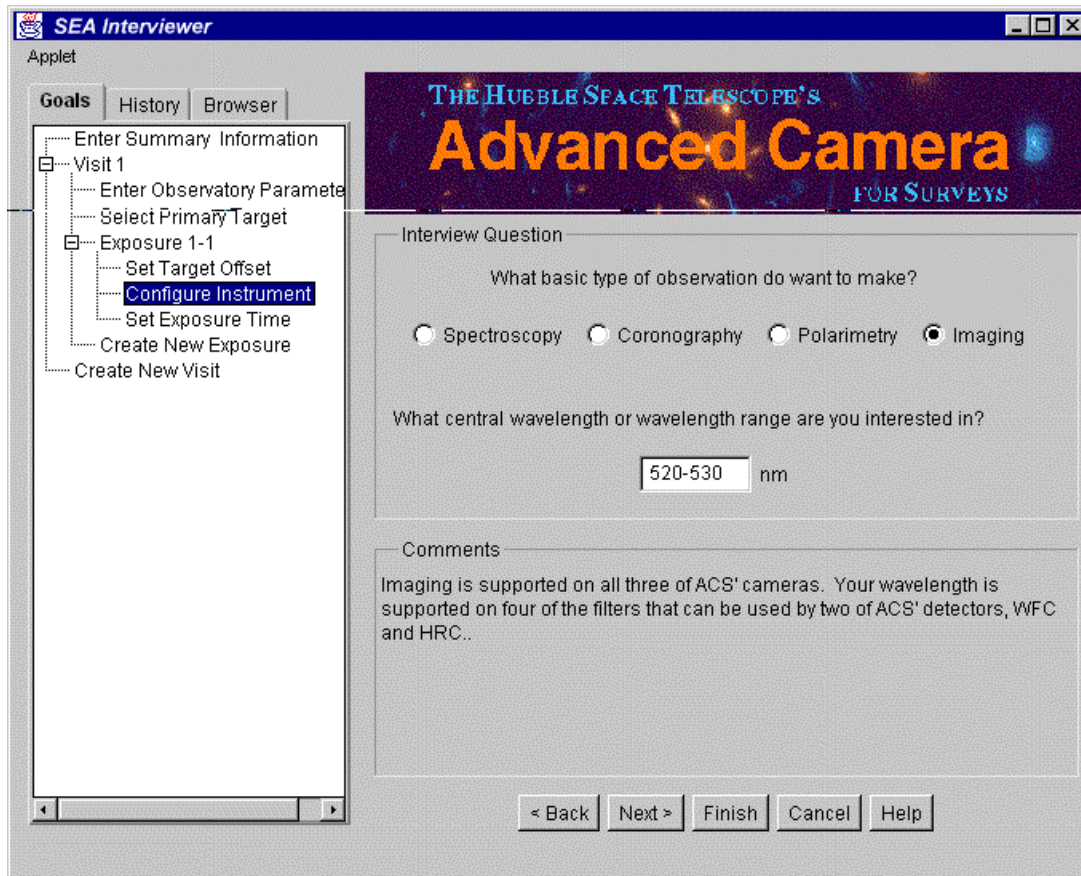 SEA Interviewer
Applet
Goals History Browser
Enter Summary Information
Visit 1
Enter Observatory Paramete
Select Primary Target
Exposure 1-1
Set Target Offset
Configure Instrument
Set Exposure Time
Create New Exposure
Create New Visit
THE HUBBLE SPACE TELESCOPE'S
Advanced Camera
FOR SURVEYS
Interview Question
What basic type of observation do want to make?
Spectroscopy Coronography Polarimetry Imaging
What central wavelength or wavelength range are you interested in?
520-530 nm
Comments
Imaging is supported on all three of ACS' cameras. Your wavelength is
supported on four of the filters that can be used by two of ACS' detectors, WFC
and HRC..
< Back Next > Finish Cancel Help